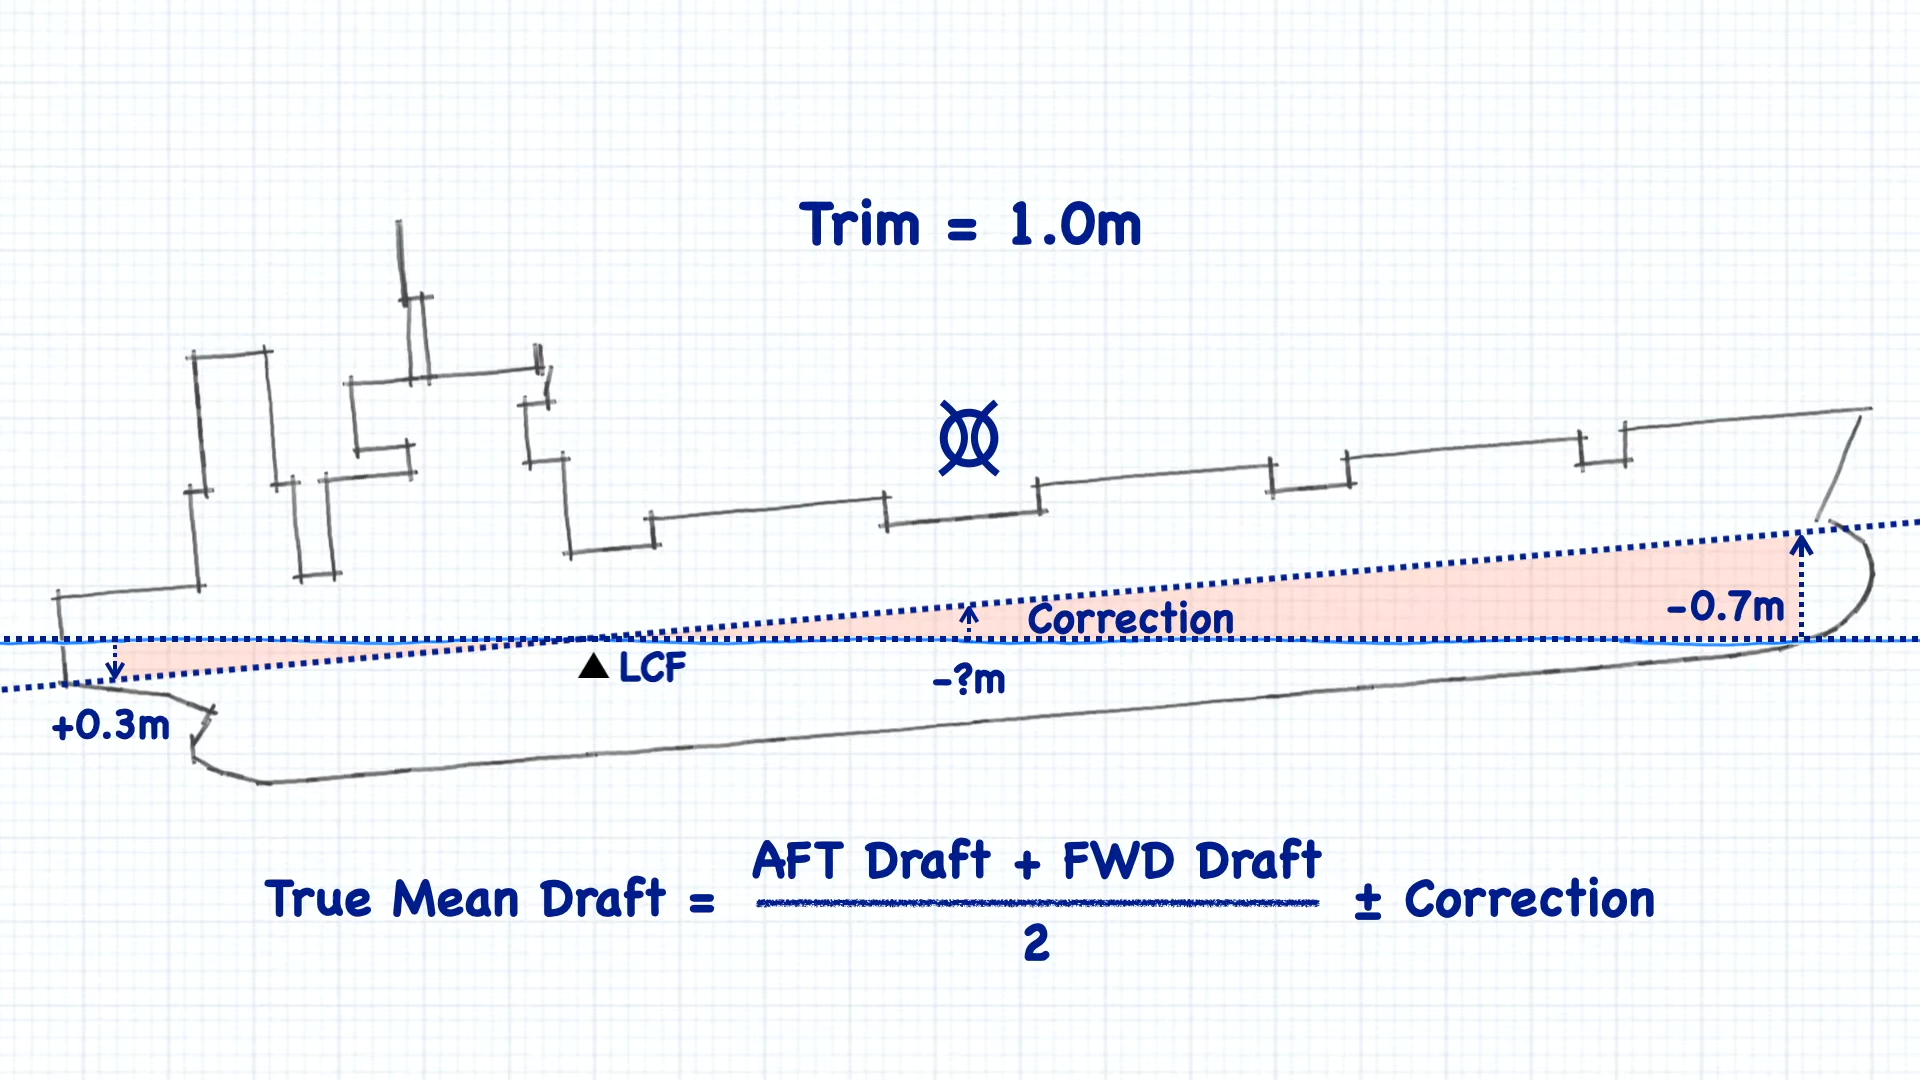 Trim = 1.0m
Correction
-0.7m
LCF
-?m
+0.3m
True Mean Draft = AFT Draft + FWD Draft / 2 ± Correction